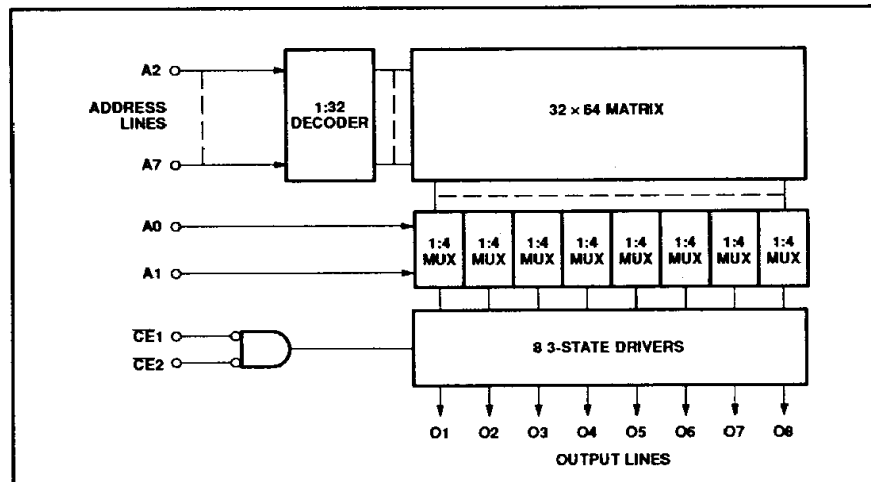 A2
ADDRESS
LINES
A7
1:32
DECODER
32 × 64 MATRIX
A0
A1
1:4
MUX
1:4
MUX
1:4
MUX
1:4
MUX
1:4
MUX
1:4
MUX
1:4
MUX
1:4
MUX
CE1
CE2
8 3-STATE DRIVERS
O1 O2 O3 O4 O5 O6 O7 O8
OUTPUT LINES